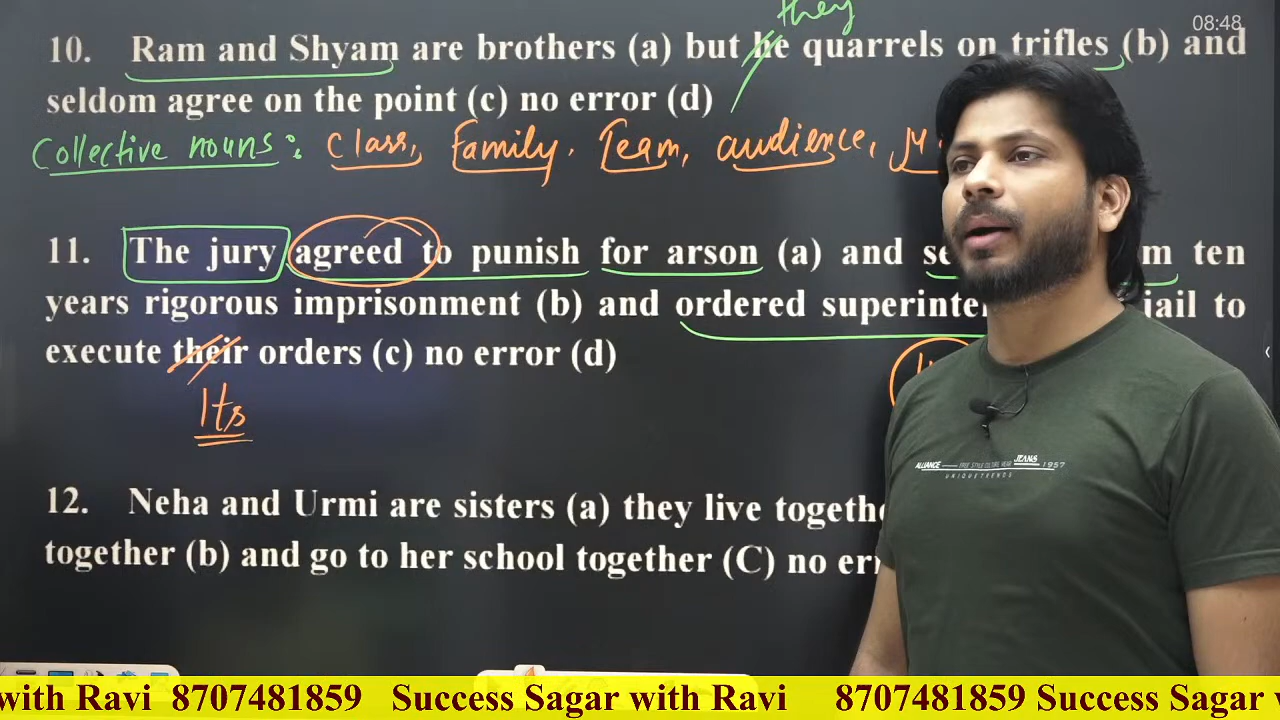 they
08:48
10. Ram and Shyam are brothers (a) but he quarrels on trifles (b) and
seldom agree on the point (c) no error (d)
Collective nouns: Class, Family, Team, audience,
11. The jury agreed to punish for arson (a) and ten
years rigorous imprisonment (b) and ordered jail to
execute their orders (c) no error (d)
Its
12. Neha and Urmi are sisters (a) they live
together (b) and go to her school together (C) no
ALLIANCE JEANS 1957
with Ravi 8707481859 Success Sagar with Ravi 8707481859 Success Sagar